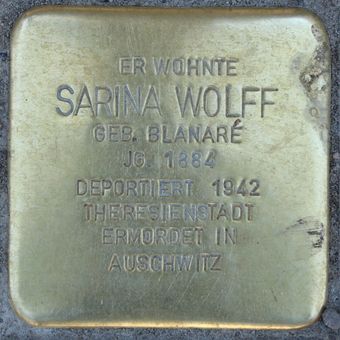 ER WOHNTE
SARINA WOLFF
GEB. BLANARÉ
JG. 1884
DEPORTIERT 1942
THERESIENSTADT
ERMORDET IN
AUSCHWITZ